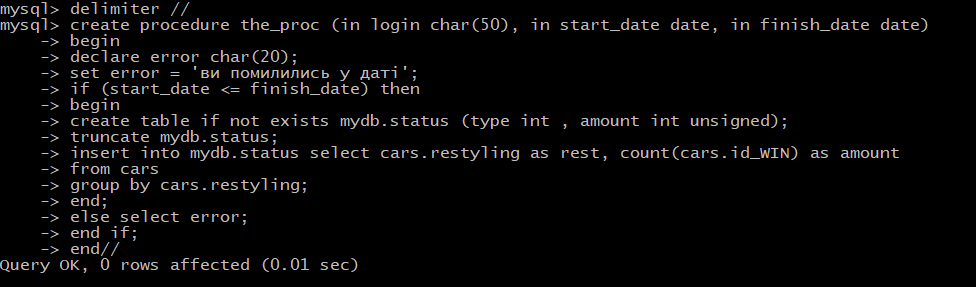 mysql> delimiter //
mysql> create procedure the_proc (in login char(50), in start_date date, in finish_date date)
    -> begin
    -> declare error char(20);
    -> set error = 'ви помилились у даті';
    -> if (start_date <= finish_date) then
    -> begin
    -> create table if not exists mydb.status (type int , amount int unsigned);
    -> truncate mydb.status;
    -> insert into mydb.status select cars.restyling as rest, count(cars.id_WIN) as amount
    -> from cars
    -> group by cars.restyling;
    -> end;
    -> else select error;
    -> end if;
    -> end//
Query OK, 0 rows affected (0.01 sec)